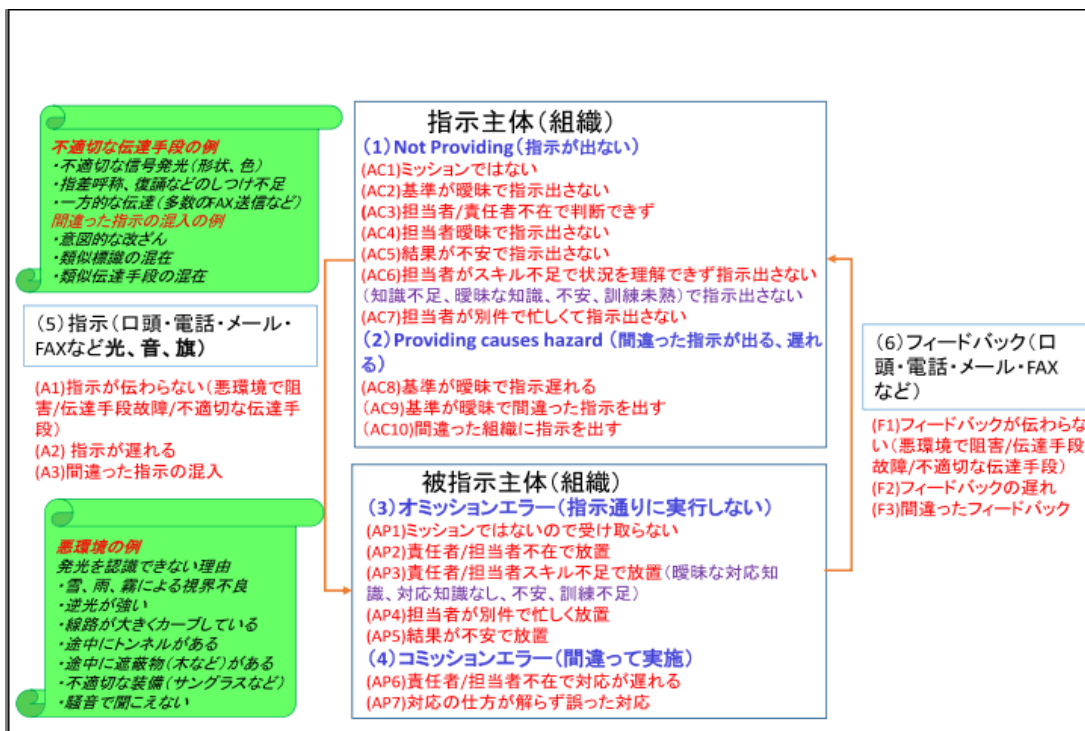 不適切な伝達手段の例
・不適切な信号発光(形状、色)
・指差呼称、復誦などのしつけ不足
・一方的な伝達(多数のFAX送信など)
間違った指示の混入の例
・意図的な改ざん
・類似標識の混在
・類似伝達手段の混在
指示主体(組織)
(1)Not Providing(指示が出ない)
(AC1)ミッションではない
(AC2)基準が曖昧で指示出さない
(AC3)担当者/責任者不在で判断できず
(AC4)担当者曖昧で指示出さない
(AC5)結果が不安で指示出さない
(AC6)担当者がスキル不足で状況を理解できず指示出さない
(知識不足、曖昧な知識、不安、訓練未熟)で指示出さない
(AC7)担当者が別件で忙しくて指示出さない
(2)Providing causes hazard (間違った指示が出る、遅れ
る)
(AC8)基準が曖昧で指示遅れる
(AC9)基準が曖昧で間違った指示を出す
(AC10)間違った組織に指示を出す
(5)指示(口頭・電話・メール・
FAXなど光、音、旗)
(A1)指示が伝わらない(悪環境で阻
害/伝達手段故障/不適切な伝達手
段)
(A2) 指示が遅れる
(A3)間違った指示の混入
(6)フィードバック(口
頭・電話・メール・FAX
など)
(F1)フィードバックが伝わらな
い(悪環境で阻害/伝達手段
故障/不適切な伝達手段)
(F2)フィードバックの遅れ
(F3)間違ったフィードバック
悪環境の例
発光を認識できない理由
・雪、雨、霧による視界不良
・逆光が強い
・線路が大きくカーブしている
・途中にトンネルがある
・途中に遮蔽物(木など)がある
・不適切な装備(サングラスなど)
・騒音で聞こえない
被指示主体(組織)
(3)オミッションエラー(指示通りに実行しない)
(AP1)ミッションではないので受け取らない
(AP2)責任者/担当者不在で放置
(AP3)責任者/担当者スキル不足で放置(曖昧な対応知
識、対応知識なし、不安、訓練不足)
(AP4)担当者が別件で忙しく放置
(AP5)結果が不安で放置
(4)コミッションエラー(間違って実施)
(AP6)責任者/担当者不在で対応が遅れる
(AP7)対応の仕方が解らず誤った対応